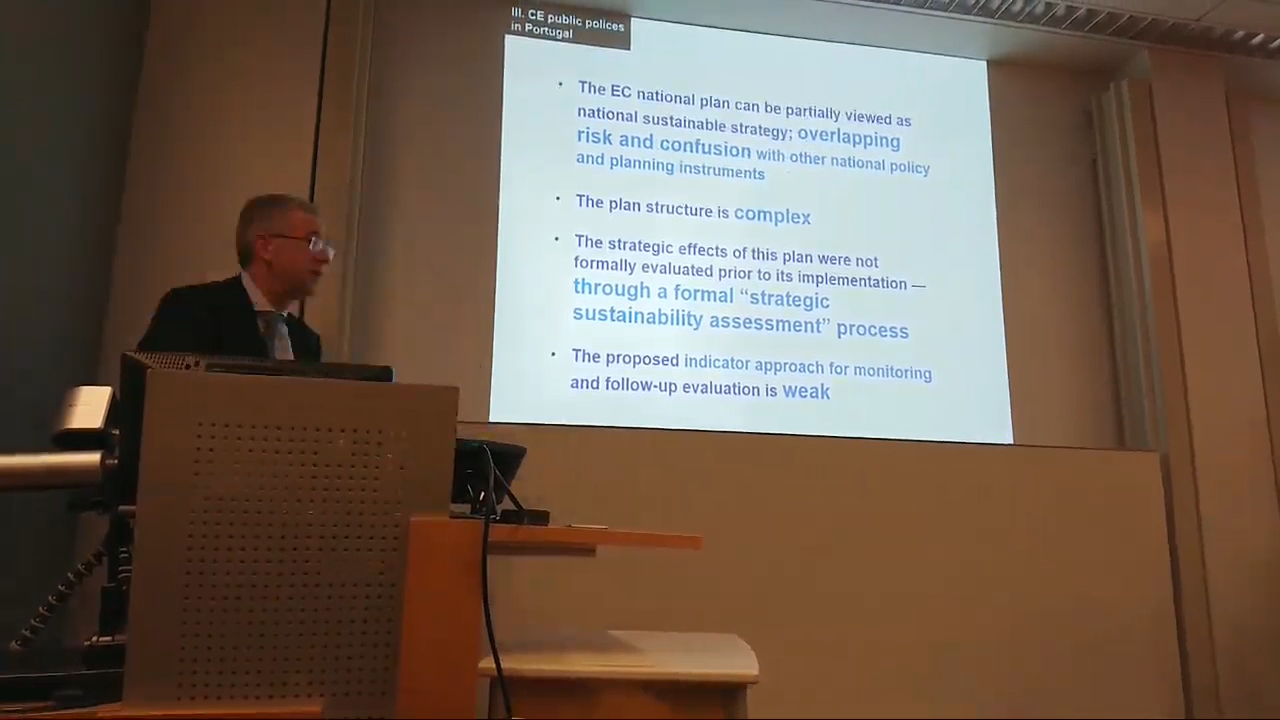 III. CE public polices
in Portugal
• The EC national plan can be partially viewed as
national sustainable strategy; overlapping
risk and confusion with other national policy
and planning instruments
• The plan structure is complex
• The strategic effects of this plan were not
formally evaluated prior to its implementation —
through a formal “strategic
sustainability assessment” process
• The proposed indicator approach for monitoring
and follow-up evaluation is weak